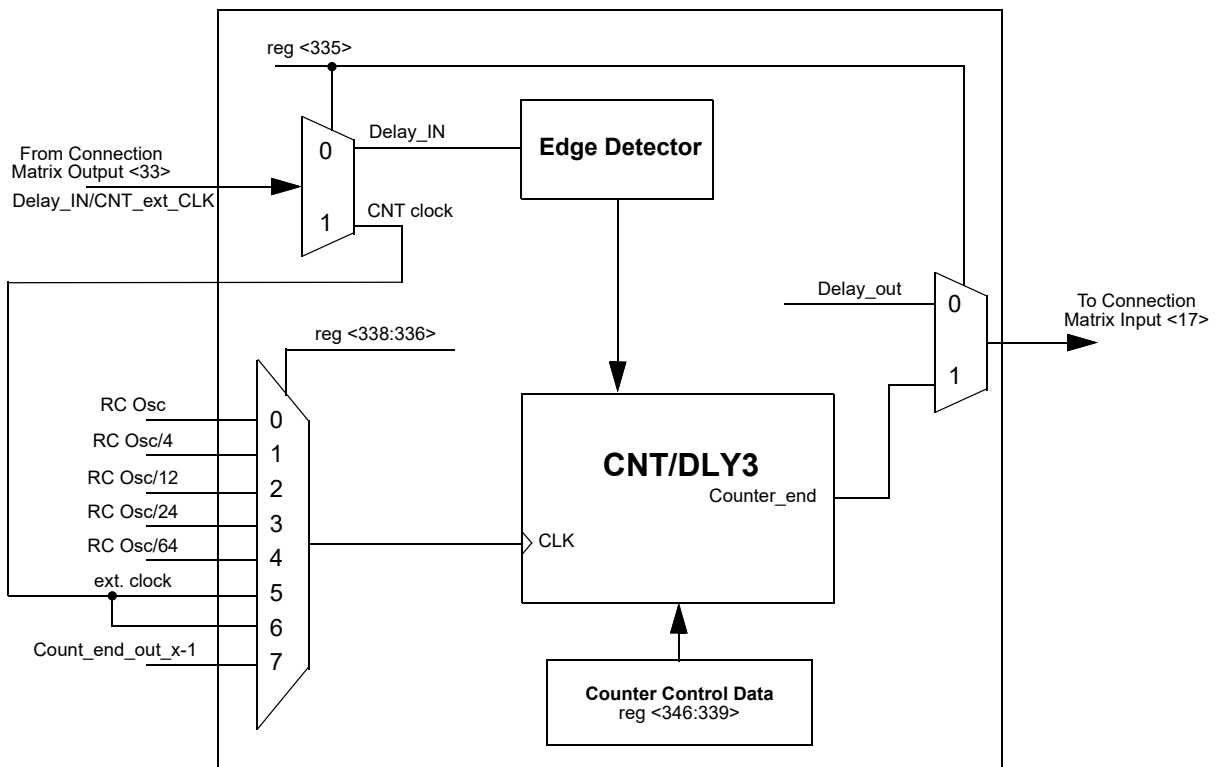 reg <335>
From Connection
Matrix Output <33>
Delay_IN/CNT_ext_CLK
0
1
Delay_IN
CNT clock
Edge Detector
Delay_out
0
1
To Connection
Matrix Input <17>
reg <338:336>
RC Osc
RC Osc/4
RC Osc/12
RC Osc/24
RC Osc/64
ext. clock
Count_end_out_x-1
0
1
2
3
4
5
6
7
CNT/DLY3
Counter_end
CLK
Counter Control Data
reg <346:339>